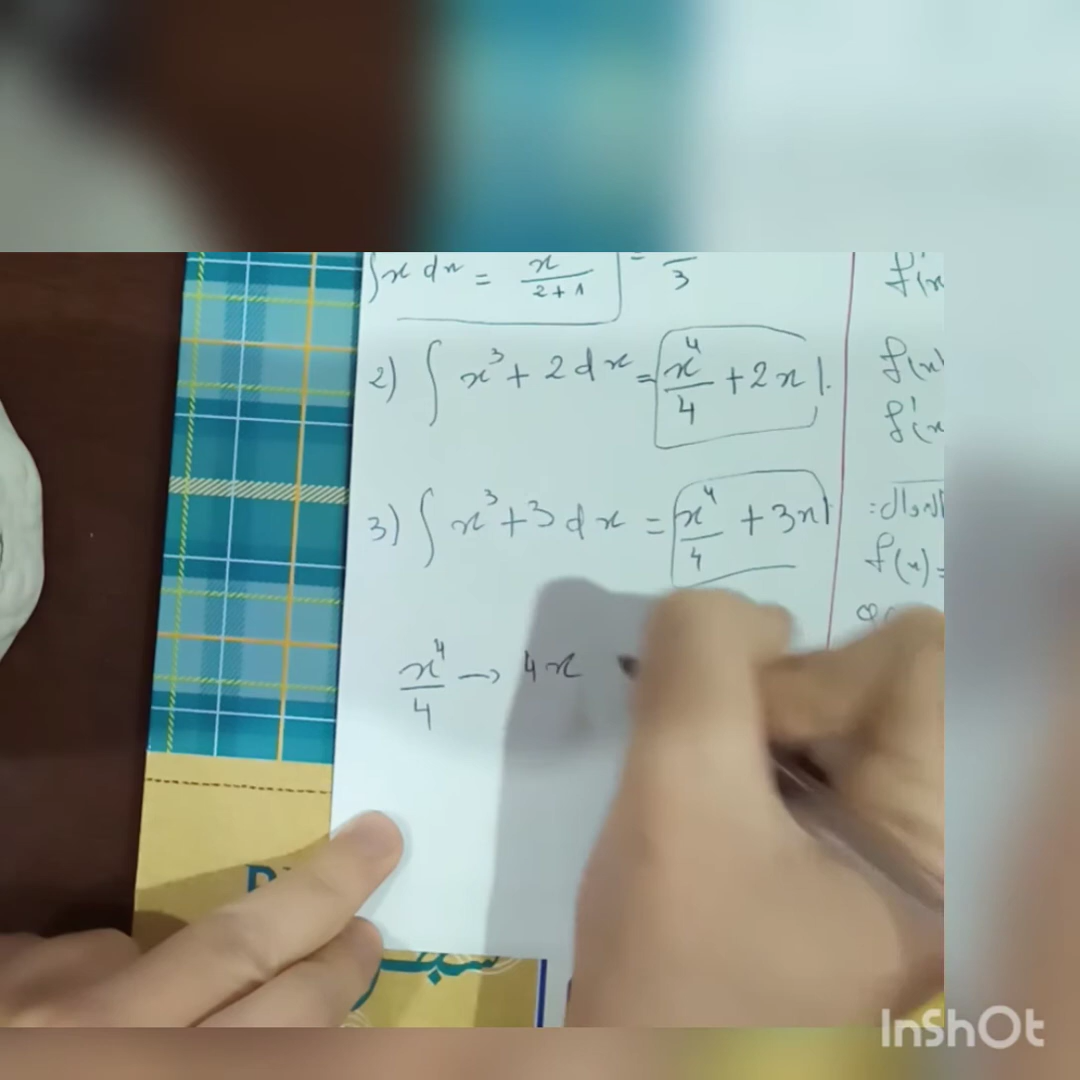 ∫x dx = x/(2+1) = /3
2) ∫ x³ + 2 dx = x⁴/4 + 2x
3) ∫ x³ + 3 dx = x⁴/4 + 3x
x⁴/4 → 4x
f'(x
f(x)
f'(x
الدوال:
f(x) =
InShOt